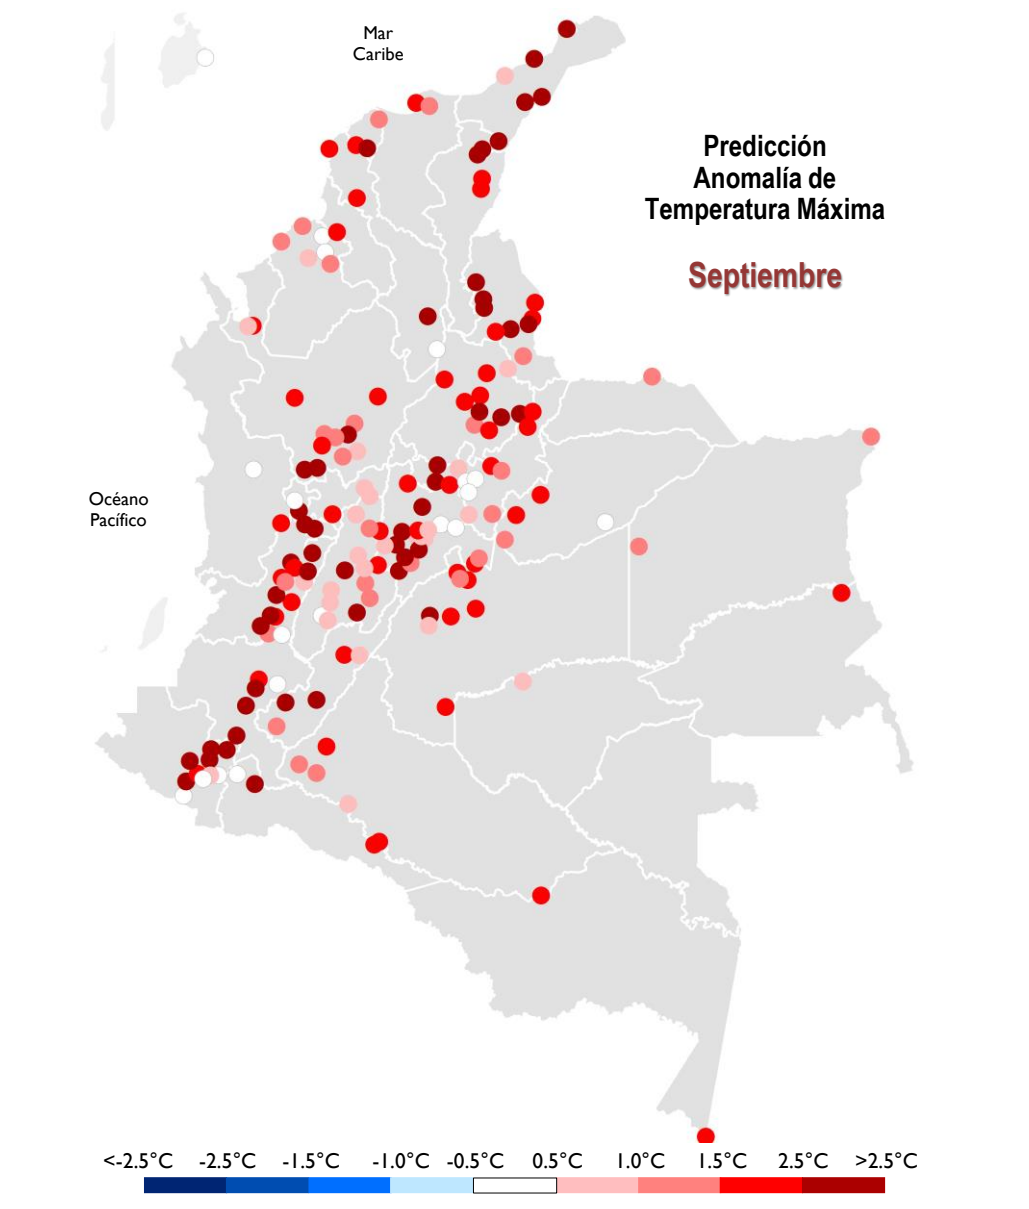 Mar
Caribe
Predicción
Anomalía de
Temperatura Máxima
Septiembre
Océano
Pacífico
<-2.5°C -2.5°C -1.5°C -1.0°C -0.5°C 0.5°C 1.0°C 1.5°C 2.5°C >2.5°C